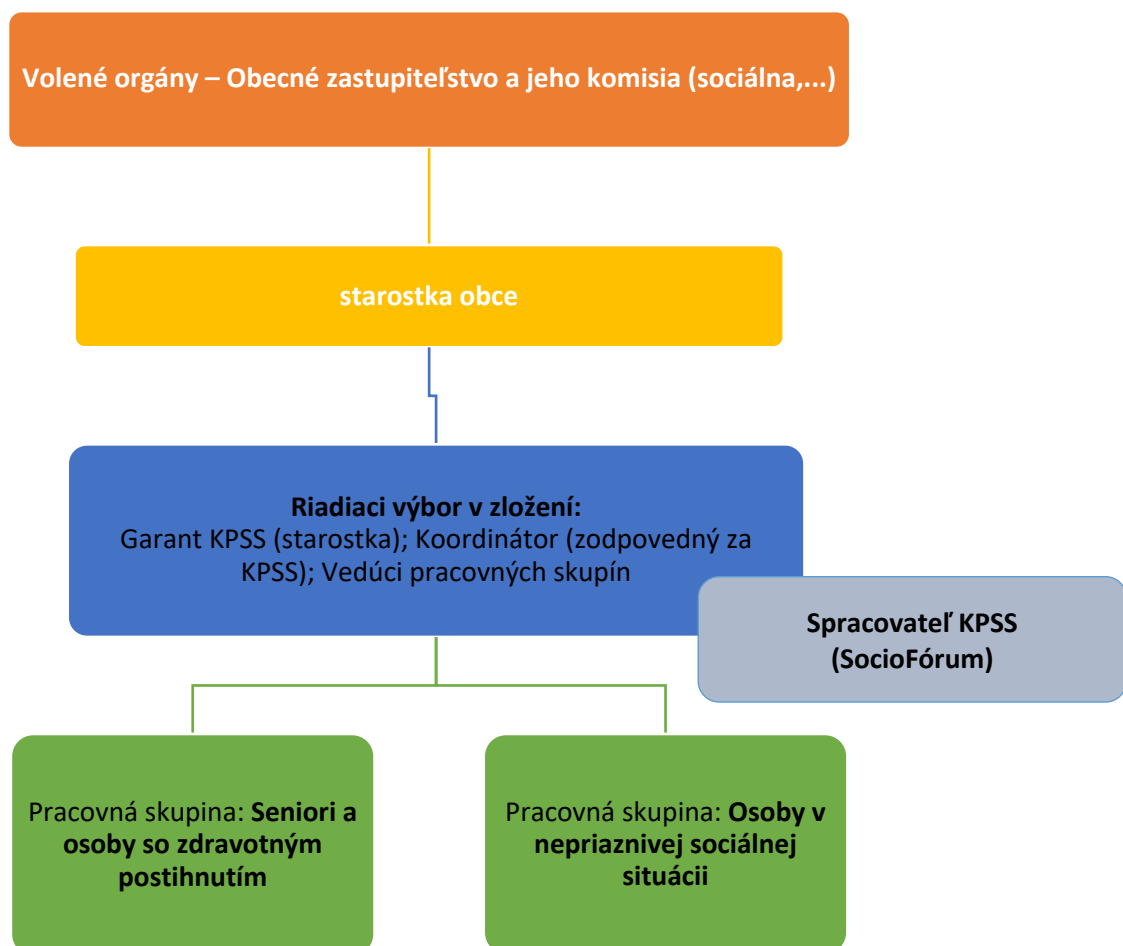 Volené orgány – Obecné zastupiteľstvo a jeho komisia (sociálna,...)
starostka obce
Riadiaci výbor v zložení:
Garant KPSS (starostka); Koordinátor (zodpovedný za
KPSS); Vedúci pracovných skupín
Spracovateľ KPSS
(SocioFórum)
Pracovná skupina: Seniori a
osoby so zdravotným
postihnutím
Pracovná skupina: Osoby v
nepriaznivej sociálnej
situácii